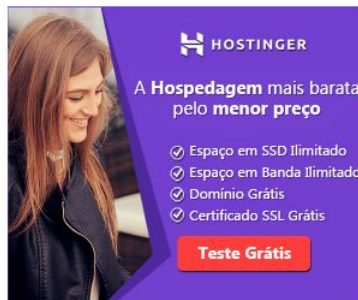 HOSTINGER
A Hospedagem mais barata
pelo menor preço
Espaço em SSD Ilimitado
Espaço em Banda Ilimitado
Domínio Grátis
Certificado SSL Grátis
Teste Grátis